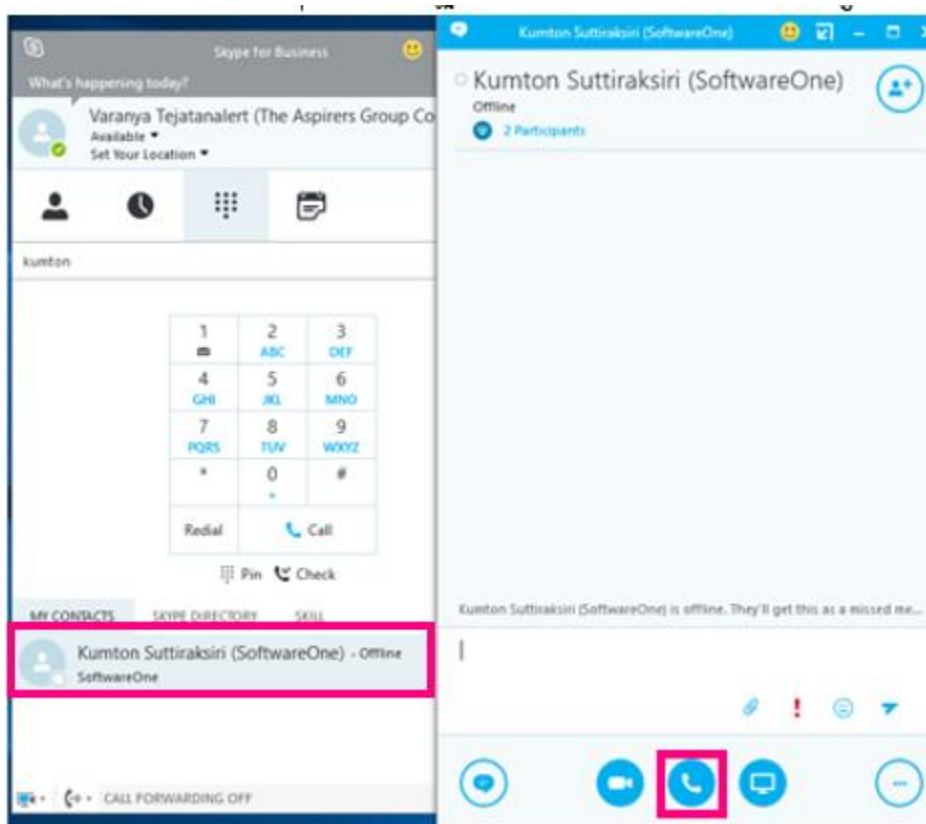 Skype for Business
What's happening today?
Varanya Tejatanalert (The Aspirers Group Co
Available
Set Your Location
kumton
1 2 3
ABC DEF
4 5 6
GHI JKL MNO
7 8 9
PQRS TUV WXYZ
* 0 #
+
Redial Call
Pin Check
MY CONTACTS SKYPE DIRECTORY SKILL
Kumton Suttiraksiri (SoftwareOne) - Offline
SoftwareOne
CALL FORWARDING OFF
Kumton Suttiraksiri (SoftwareOne)
Kumton Suttiraksiri (SoftwareOne)
Offline
2 Participants
Kumton Suttiraksiri (SoftwareOne) is offline. They'll get this as a missed me...